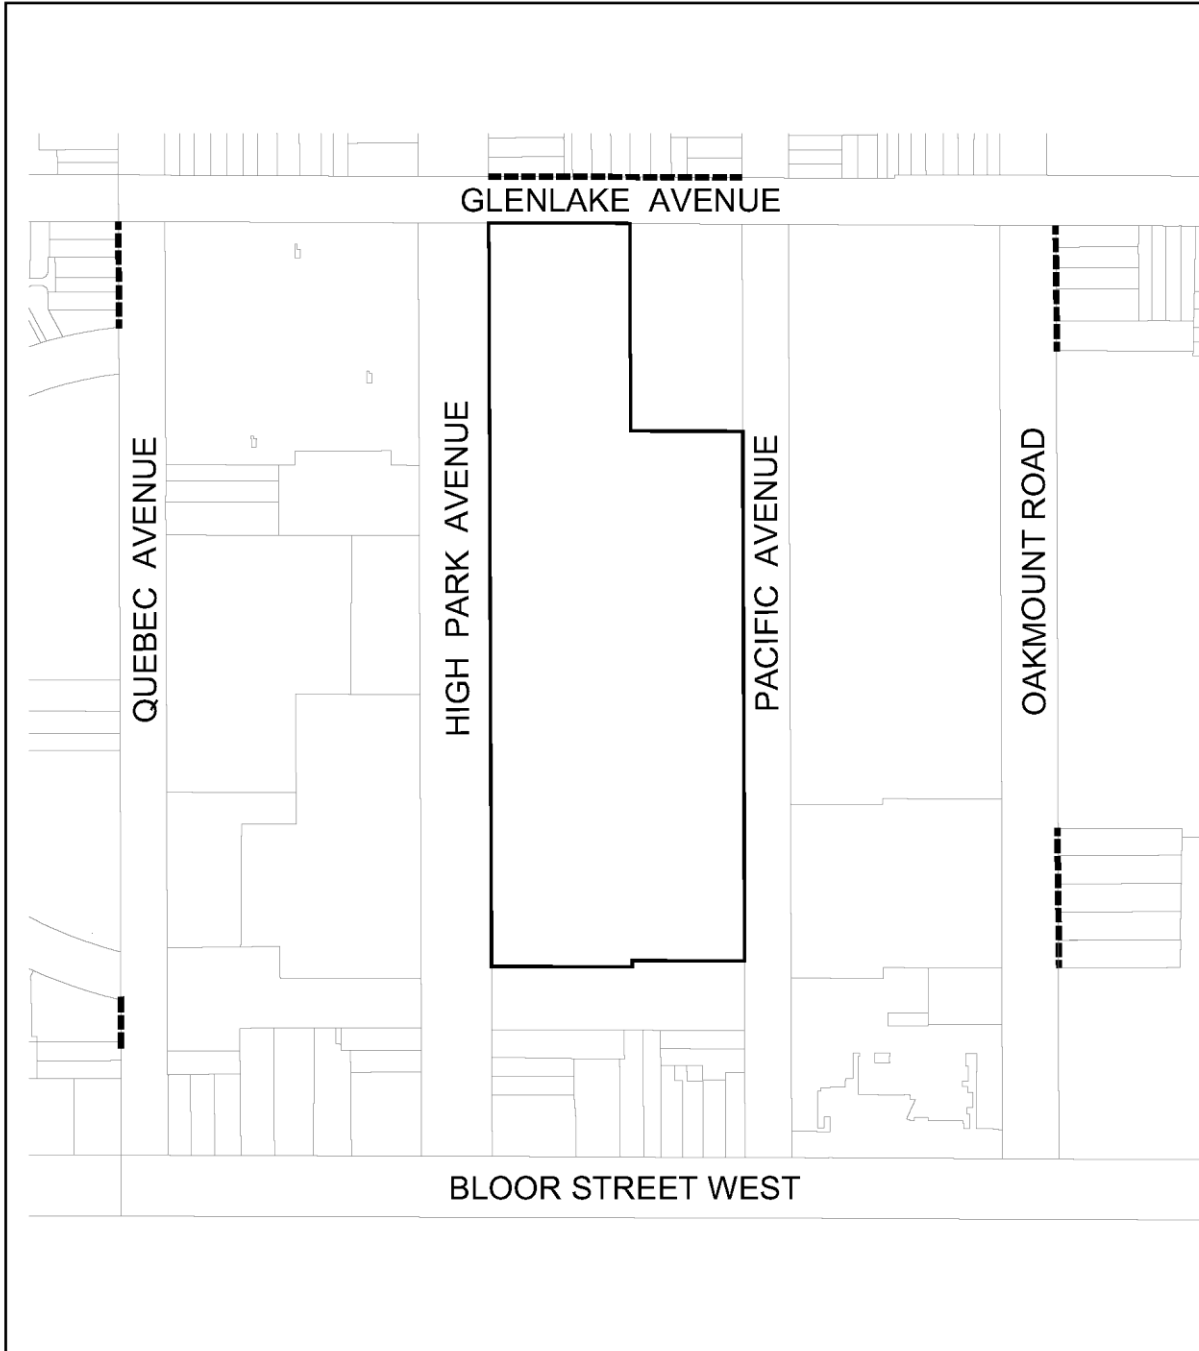 GLENLAKE AVENUE
QUEBEC AVENUE
HIGH PARK AVENUE
PACIFIC AVENUE
OAKMOUNT ROAD
BLOOR STREET WEST